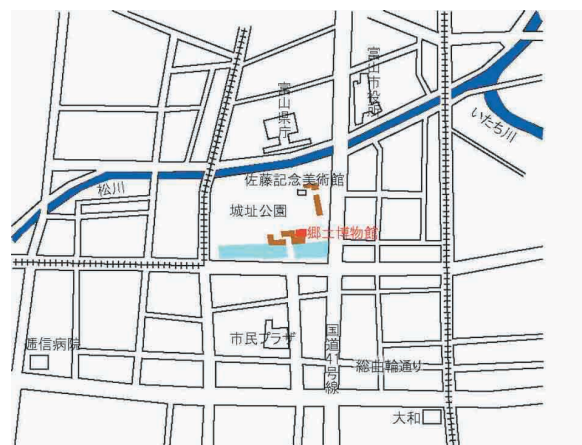 富山県庁
富山市役所
いたち川
松川
佐藤記念美術館
城址公園
郷土博物館
市民プラザ
国道41号線
逓信病院
総曲輪通り
大和